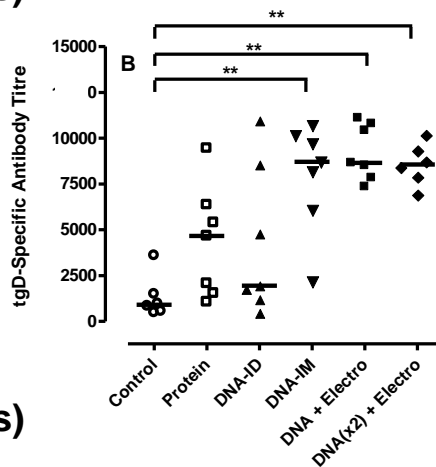 **
**
**
B
15000
0
10000
7500
5000
2500
0
tgD-Specific Antibody Titre
Control
Protein
DNA-ID
DNA-IM
DNA + Electro
DNA(x2) + Electro
s)